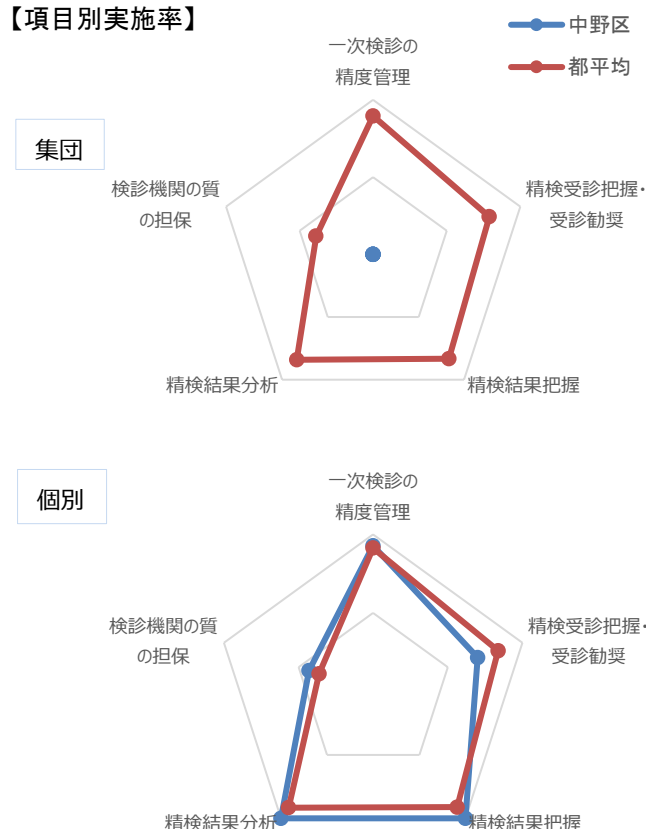 【項目別実施率】
中野区
都平均
集団
一次検診の
精度管理
精検受診把握・
受診勧奨
精検結果把握
精検結果分析
検診機関の質
の担保
個別
一次検診の
精度管理
精検受診把握・
受診勧奨
精検結果把握
精検結果分析
検診機関の質
の担保